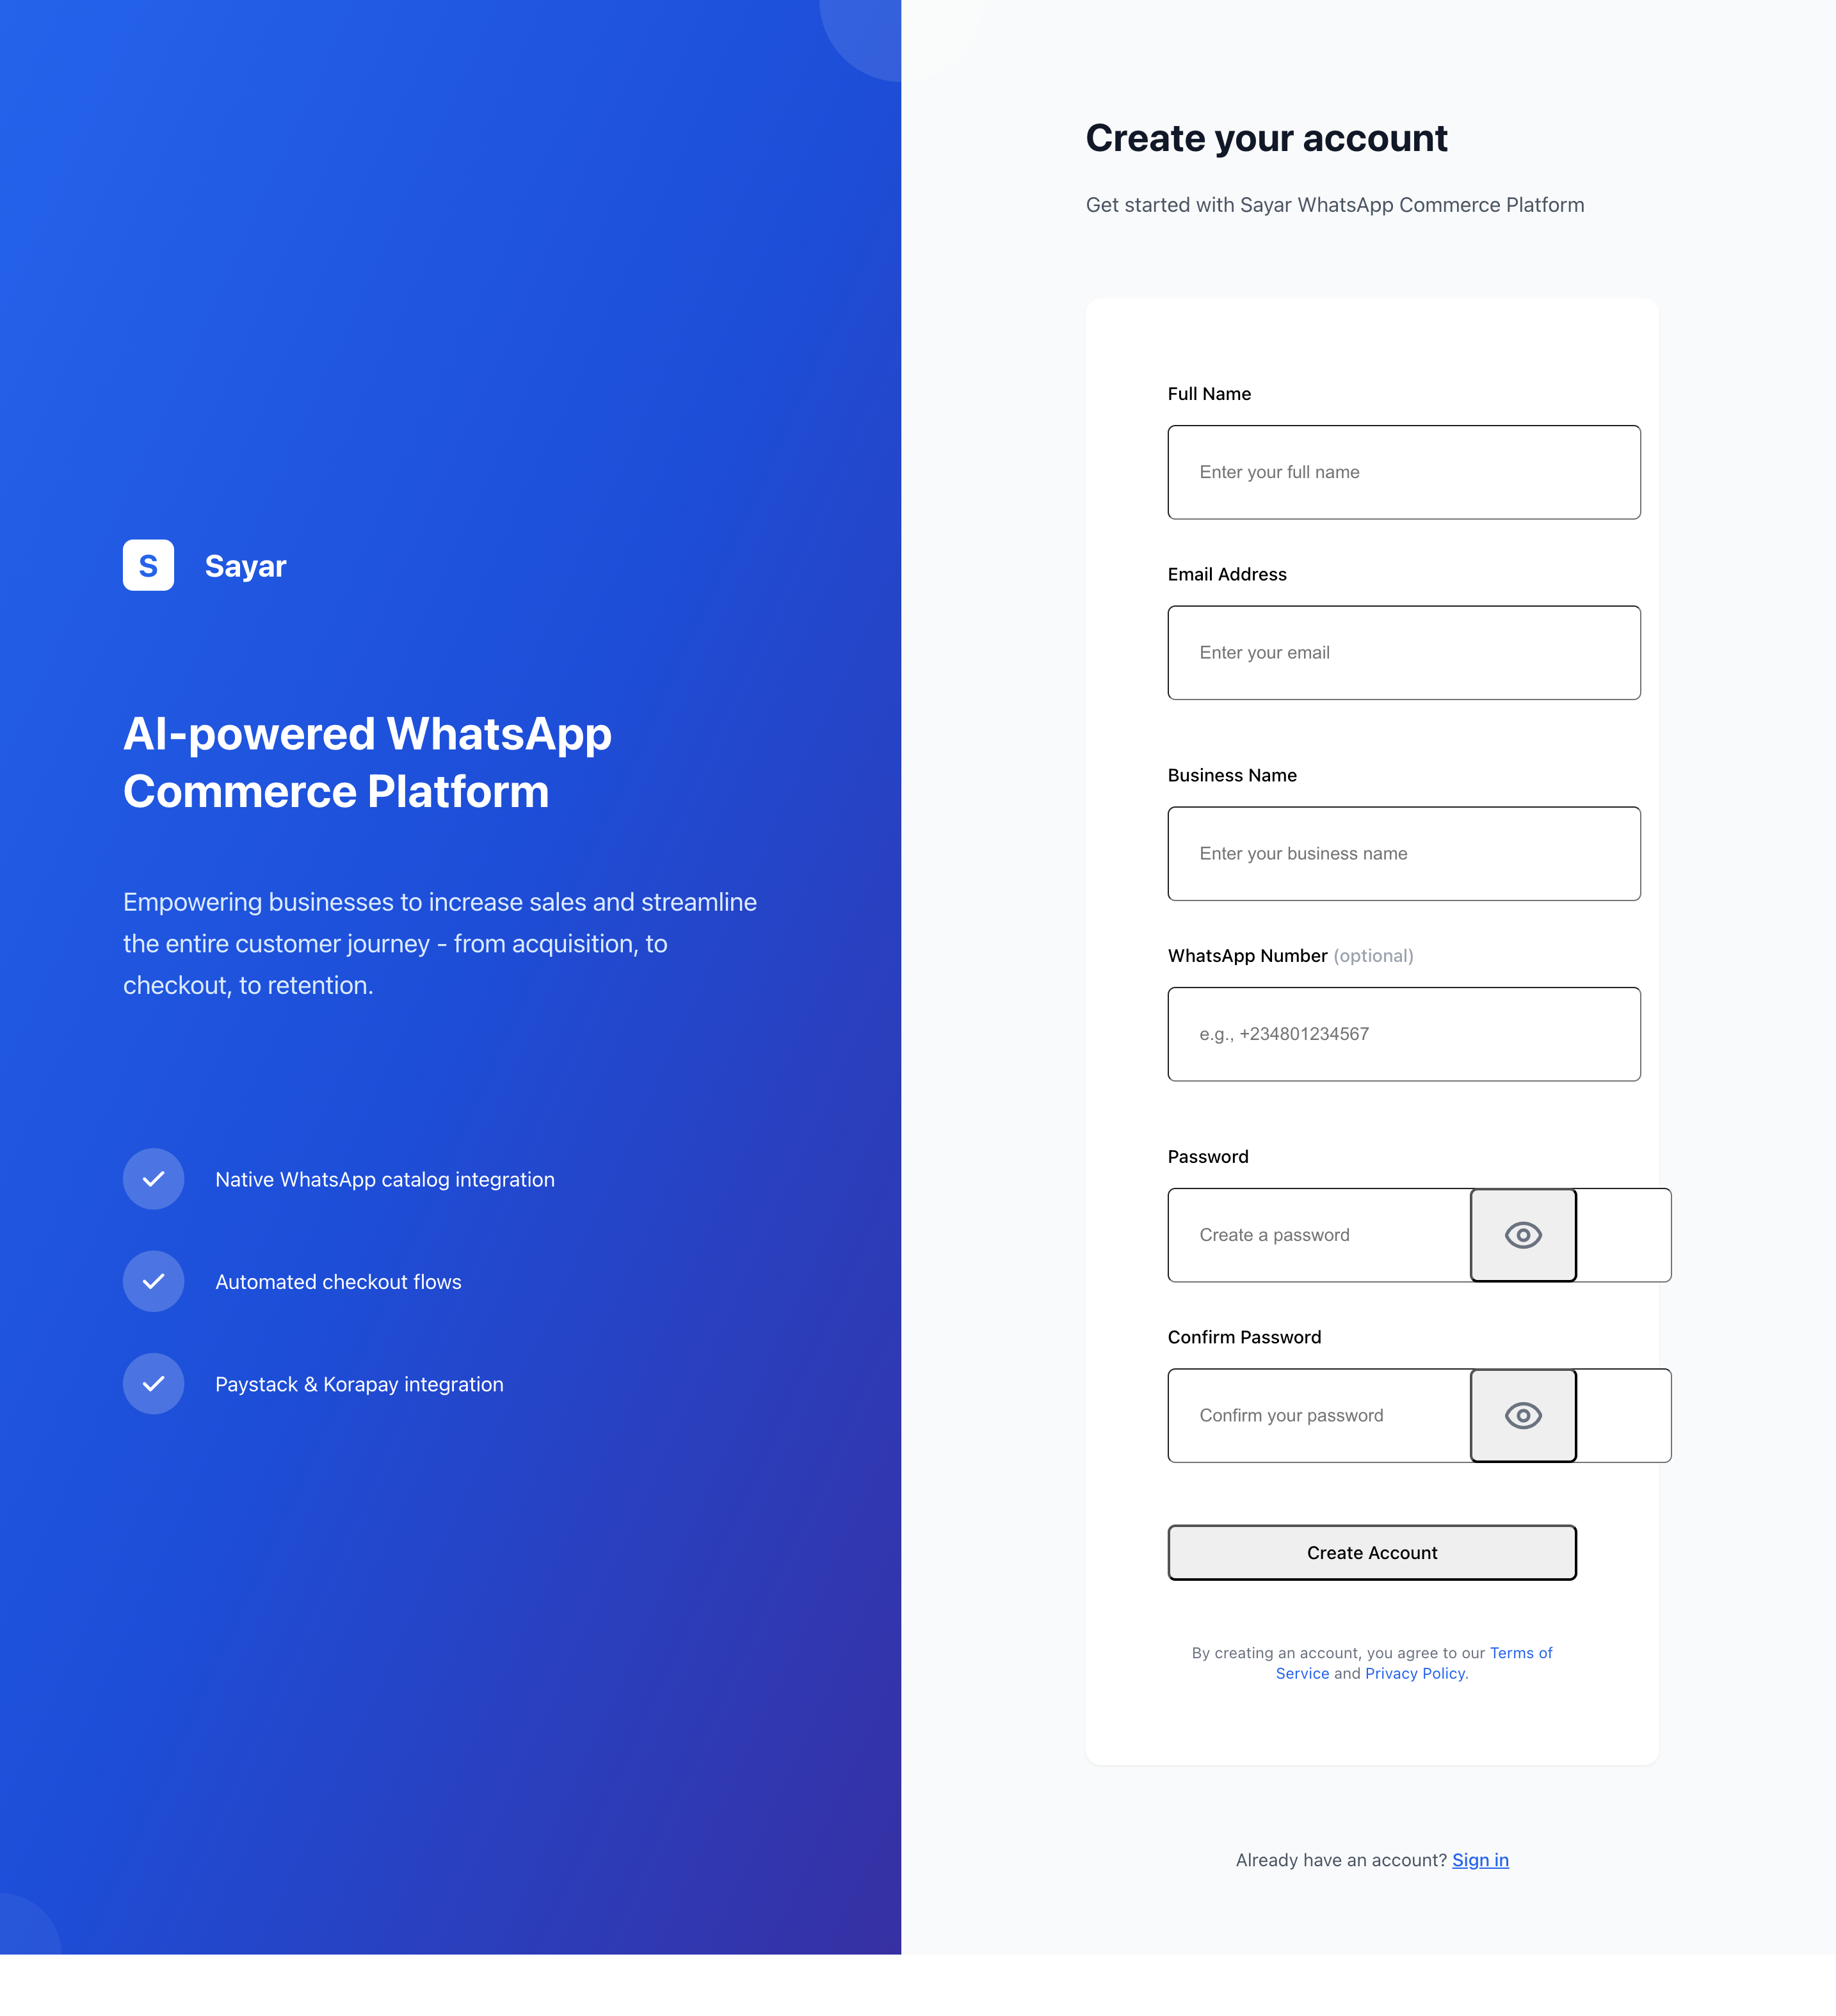 S
Sayar
AI-powered WhatsApp
Commerce Platform
Empowering businesses to increase sales and streamline
the entire customer journey - from acquisition, to
checkout, to retention.
Native WhatsApp catalog integration
Automated checkout flows
Paystack & Korapay integration
Create your account
Get started with Sayar WhatsApp Commerce Platform
Full Name
Enter your full name
Email Address
Enter your email
Business Name
Enter your business name
WhatsApp Number (optional)
e.g., +234801234567
Password
Create a password
Confirm Password
Confirm your password
Create Account
By creating an account, you agree to our Terms of
Service and Privacy Policy.
Already have an account? Sign in